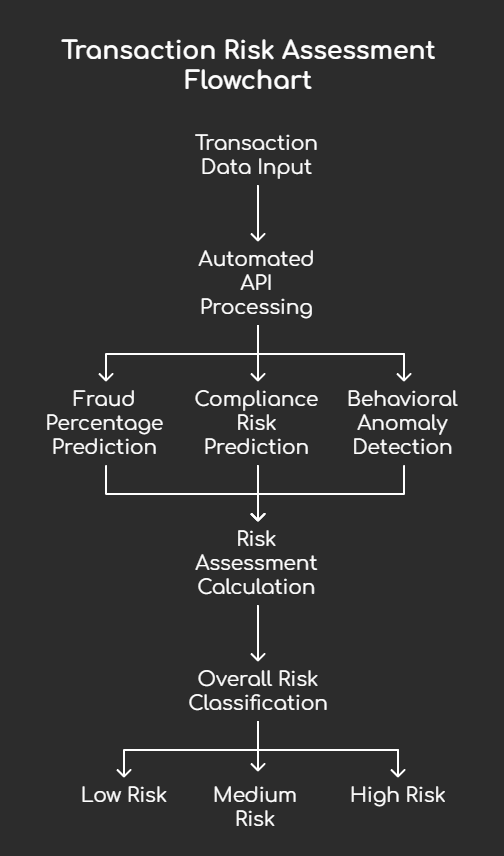 Transaction Risk Assessment
Flowchart
Transaction
Data Input
Automated
API
Processing
Fraud
Percentage
Prediction
Compliance
Risk
Prediction
Behavioral
Anomaly
Detection
Risk
Assessment
Calculation
Overall Risk
Classification
Low Risk
Medium
Risk
High Risk